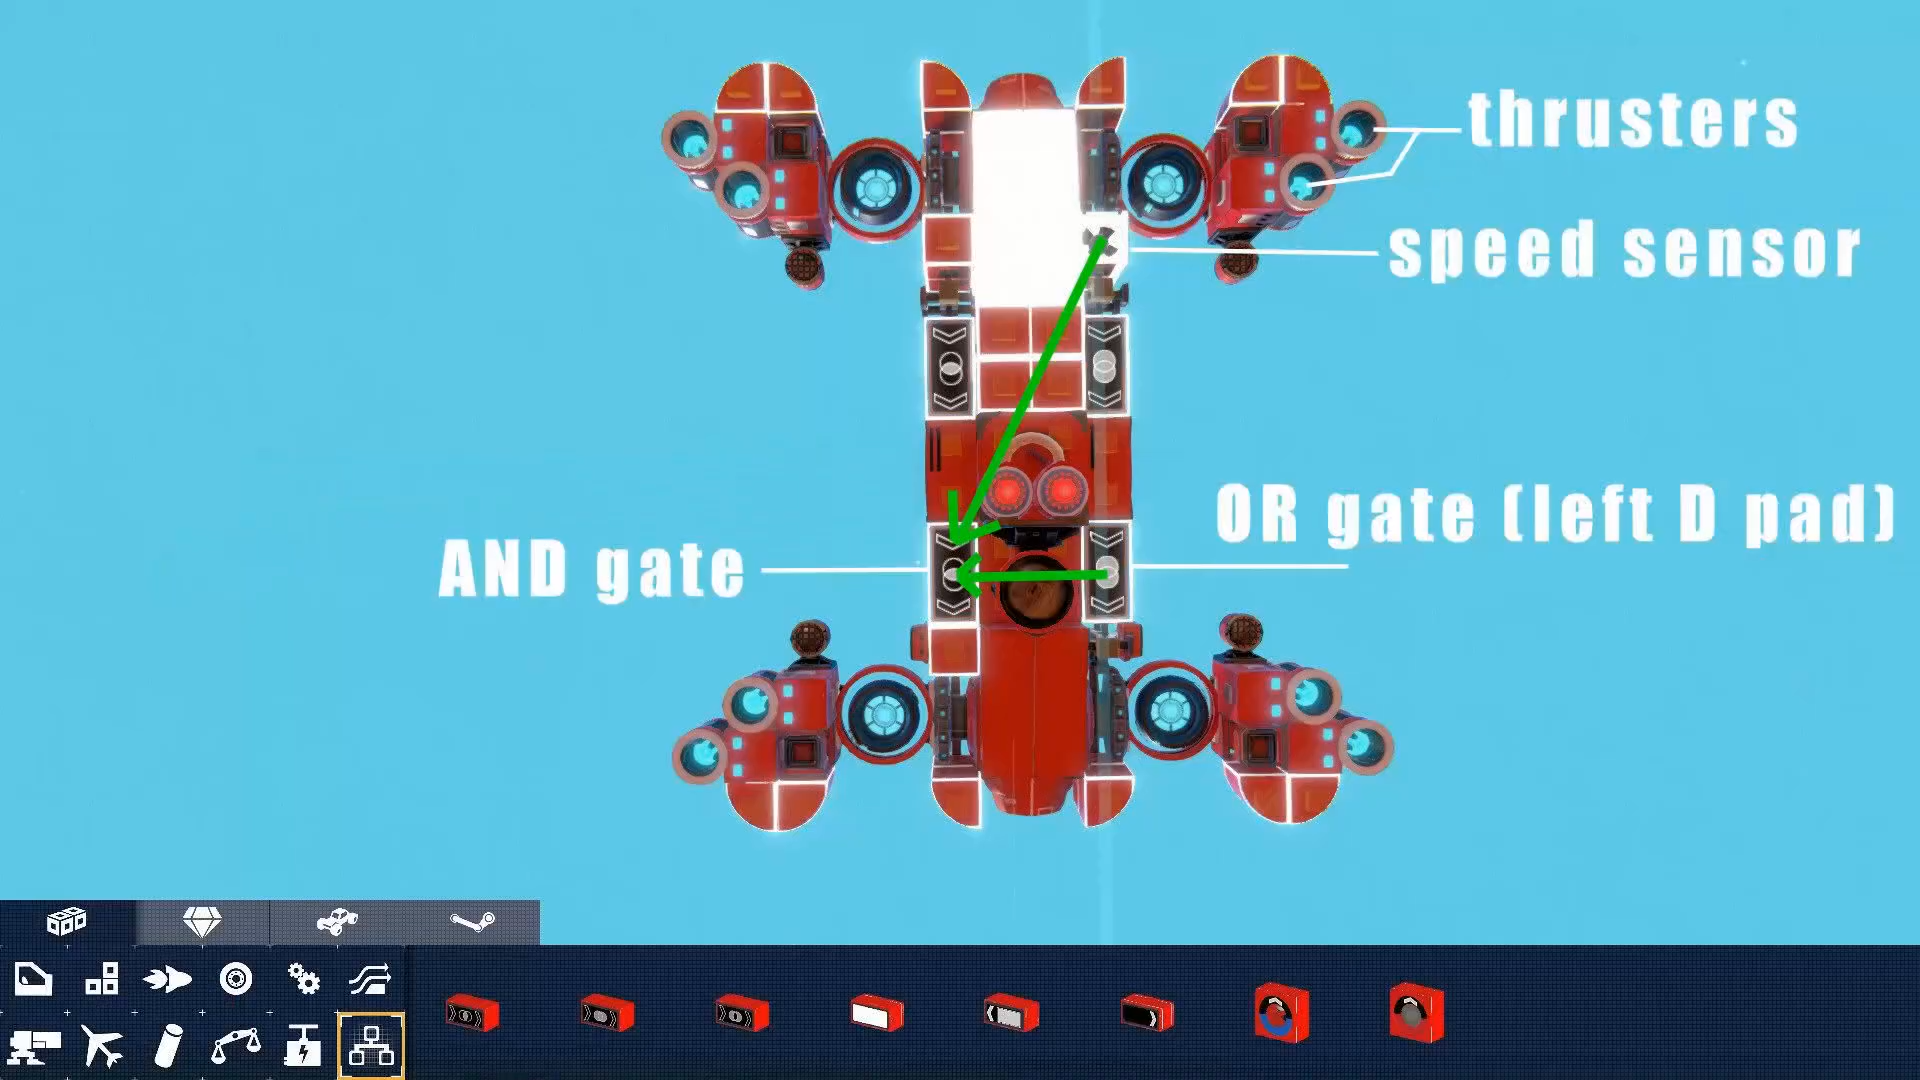 thrusters
speed sensor
OR gate (left D pad)
AND gate